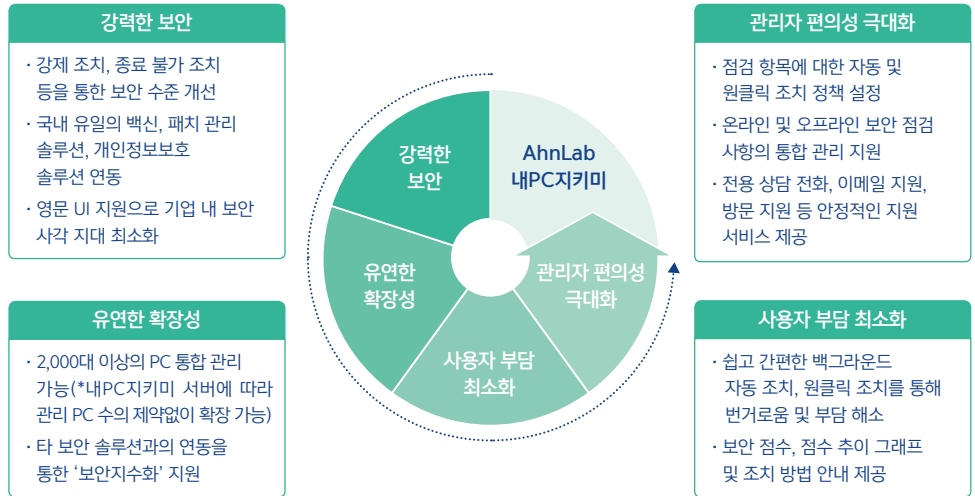 강력한 보안
· 강제 조치, 종료 불가 조치
등을 통한 보안 수준 개선
· 국내 유일의 백신, 패치 관리
솔루션, 개인정보보호
솔루션 연동
· 영문 UI 지원으로 기업 내 보안
사각 지대 최소화
유연한 확장성
· 2,000대 이상의 PC 통합 관리
가능(*내PC지키미 서버에 따라
관리 PC 수의 제약없이 확장 가능)
· 타 보안 솔루션과의 연동을
통한 ‘보안지수화’ 지원
강력한
보안
AhnLab
내PC지키미
유연한
확장성
관리자 편의성
극대화
사용자 부담
최소화
관리자 편의성 극대화
· 점검 항목에 대한 자동 및
원클릭 조치 정책 설정
· 온라인 및 오프라인 보안 점검
사항의 통합 관리 지원
· 전용 상담 전화, 이메일 지원,
방문 지원 등 안정적인 지원
서비스 제공
사용자 부담 최소화
· 쉽고 간편한 백그라운드
자동 조치, 원클릭 조치를 통해
번거로움 및 부담 해소
· 보안 점수, 점수 추이 그래프
및 조치 방법 안내 제공